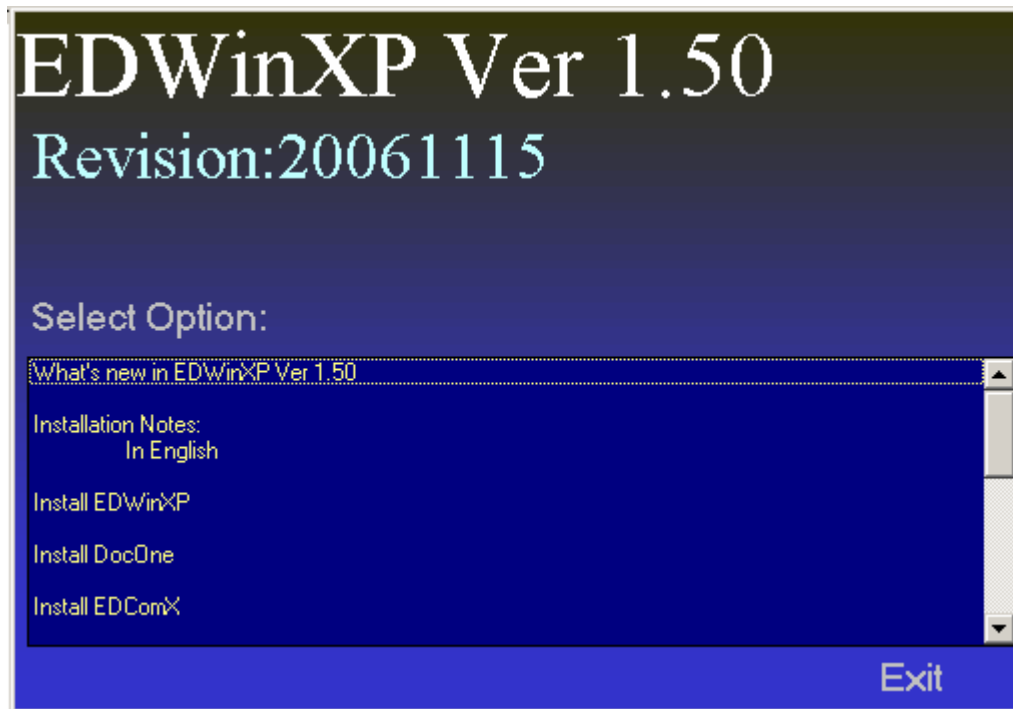 EDWinXP Ver 1.50
Revision:20061115
Select Option:
What's new in EDWinXP Ver 1.50
Installation Notes:
In English
Install EDWinXP
Install DocOne
Install EDComX
Exit